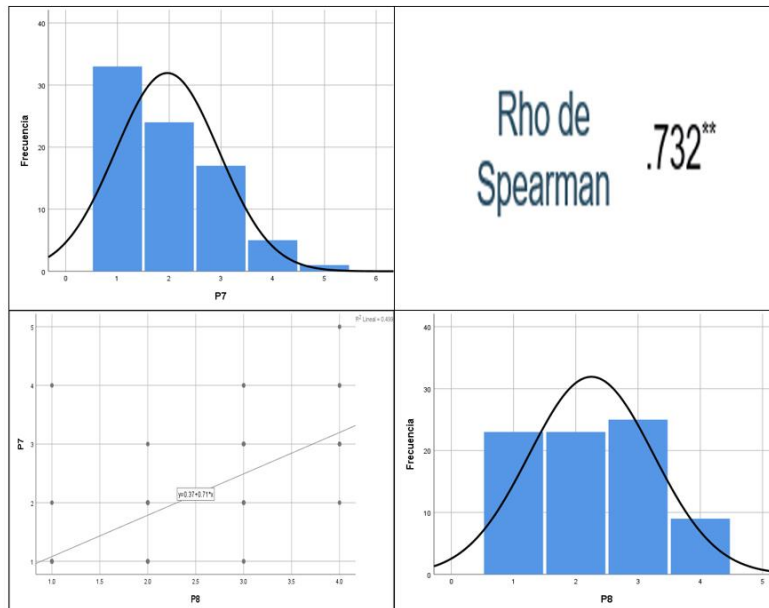 40
30
20
10
0
Frecuencia
0 1 2 3 4 5 6
P7
Rho de
Spearman
.732**
5
4
3
2
1
P7
y=0.37+0.71*x
1.0 1.5 2.0 2.5 3.0 3.5 4.0
P8
40
30
20
10
0
Frecuencia
0 1 2 3 4 5
P8